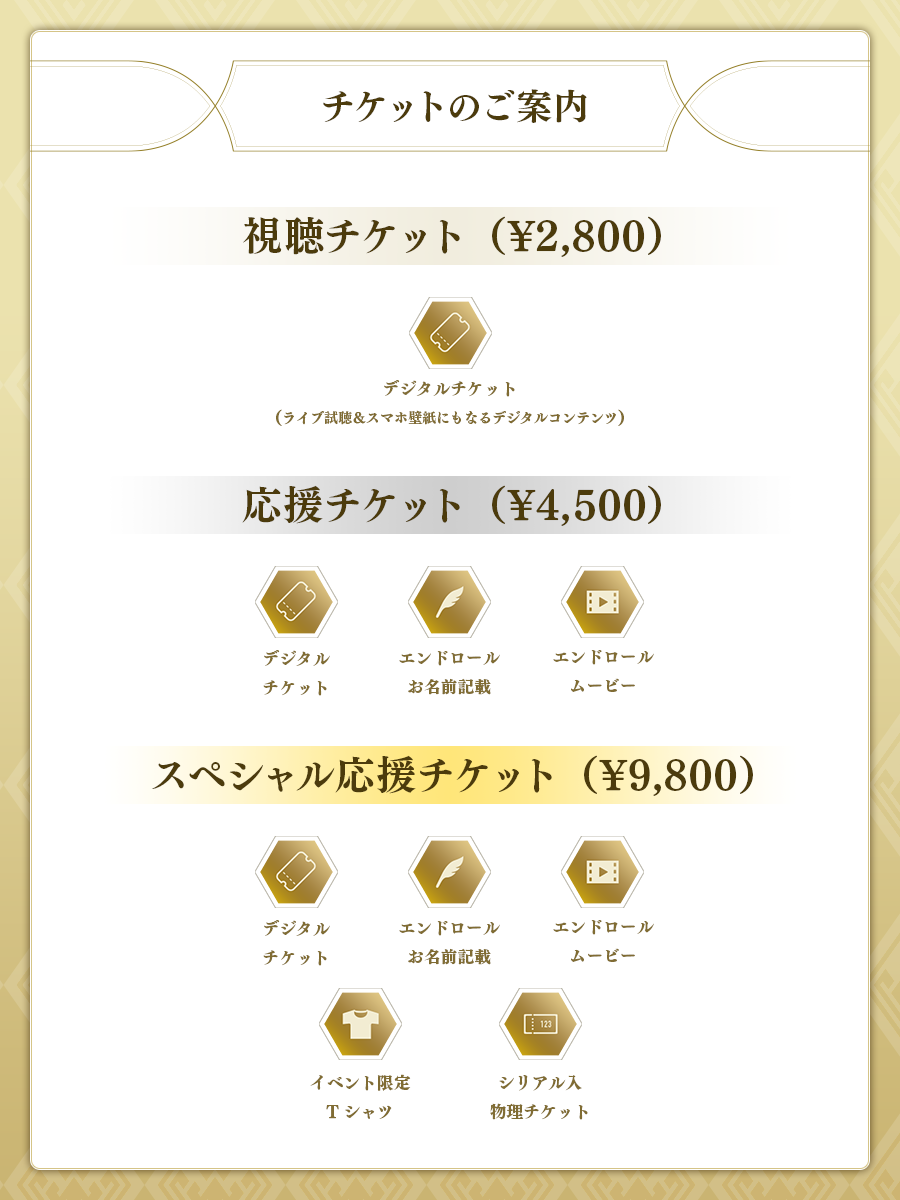 チケットのご案内
視聴チケット（¥2,800）
デジタルチケット
（ライブ試聴&スマホ壁紙にもなるデジタルコンテンツ）
応援チケット（¥4,500）
デジタル
チケット
エンドロール
お名前記載
エンドロール
ムービー
スペシャル応援チケット（¥9,800）
デジタル
チケット
エンドロール
お名前記載
エンドロール
ムービー
123
イベント限定
Tシャツ
シリアル入
物理チケット